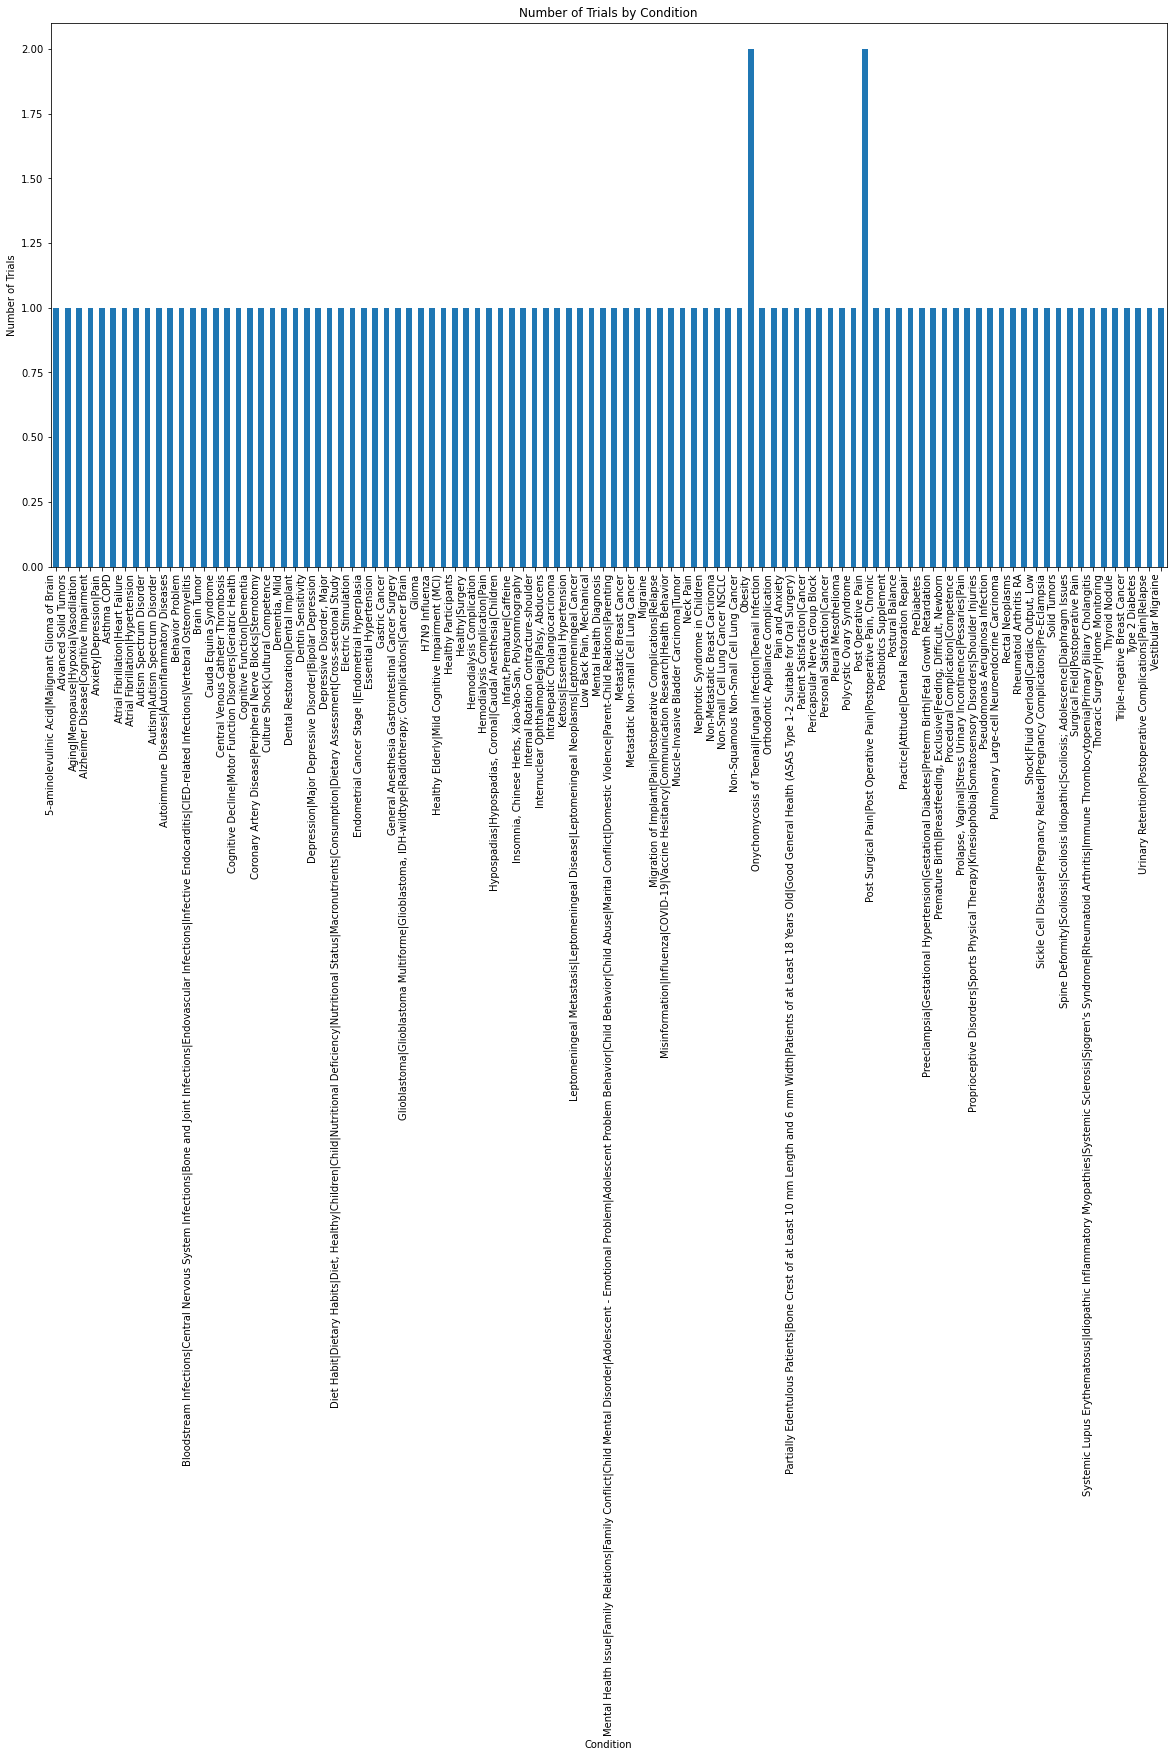 Number of Trials by Condition
Number of Trials
2.00
1.75
1.50
1.25
1.00
0.75
0.50
0.25
0.00
5-aminolevulinic Acid|Malignant Glioma of Brain
Advanced Solid Tumors
Aging|Menopause|Hypoxia|Vasodilation
Alzheimer Disease|Cognitive Impairment
Anxiety|Depression|Pain
Asthma COPD
Atrial Fibrillation|Heart Failure
Atrial Fibrillation|Hypertension
Autism Spectrum Disorder
Autism|Autism Spectrum Disorder
Autoimmune Diseases|Autoinflammatory Diseases
Behavior Problem
Bloodstream Infections|Central Nervous System Infections|Bone and Joint Infections|Endovascular Infections|Infective Endocarditis|CIED-related Infections|Vertebral Osteomyelitis
Brain Tumor
Cauda Equina Syndrome
Central Venous Catheter Thrombosis
Cognitive Decline|Motor Function Disorders|Geriatric Health
Cognitive Function|Dementia
Coronary Artery Disease|Peripheral Nerve Blocks|Sternotomy
Culture Shock|Cultural Competence
Dementia, Mild
Dental Restoration|Dental Implant
Dentin Sensitivity
Depression|Major Depressive Disorder|Bipolar Depression
Depressive Disorder, Major
Diet Habit|Dietary Habits|Diet, Healthy|Children|Child|Nutritional Deficiency|Nutritional Status|Macronutrients|Consumption|Dietary Assessment|Cross-sectional Study
Electric Stimulation
Endometrial Cancer Stage I|Endometrial Hyperplasia
Essential Hypertension
Gastric Cancer
General Anesthesia Gastrointestinal Cancer Surgery
Glioblastoma|Glioblastoma Multiforme|Glioblastoma, IDH-wildtype|Radiotherapy; Complications|Cancer Brain
Glioma
H7N9 Influenza
Healthy Elderly|Mild Cognitive Impairment (MCI)
Healthy Participants
Healthy|Surgery
Hemodialysis Complication
Hemodialysis Complication|Pain
Hypospadias|Hypospadias, Coronal|Caudal Anesthesia|Children
Infant,Premature|Caffeine
Insomnia, Chinese Herbs, Xiao-Yao-San, Polysomnography
Internal Rotation Contracture-shoulder
Internuclear Ophthalmoplegia|Palsy, Abducens
Intrahepatic Cholangiocarcinoma
Ketosis|Essential Hypertension
Leptomeningeal Metastasis|Leptomeningeal Neoplasms|Leptomeningeal Disease|Leptomeningeal Cancer
Low Back Pain, Mechanical
Mental Health Diagnosis
Mental Health Issue|Family Relations|Family Conflict|Child Mental Disorder|Adolescent - Emotional Problem|Adolescent Problem Behavior|Child Behavior|Child Abuse|Marital Conflict|Domestic Violence|Parent-Child Relations|Parenting
Metastatic Breast Cancer
Metastatic Non-small Cell Lung Cancer
Migraine
Migration of Implant|Pain|Postoperative Complications|Relapse
Misinformation|Influenza|COVID-19|Vaccine Hesitancy|Communication Research|Health Behavior
Muscle-Invasive Bladder Carcinoma|Tumor
Neck Pain
Nephrotic Syndrome in Children
Non-Metastatic Breast Carcinoma
Non-Small Cell Lung Cancer NSCLC
Non-Squamous Non-Small Cell Lung Cancer
Obesity
Onychomycosis of Toenail|Fungal Infection|Toenail Infection
Orthodontic Appliance Complication
Pain and Anxiety
Partially Edentulous Patients|Bone Crest of at Least 10 mm Length and 6 mm Width|Patients of at Least 18 Years Old|Good General Health (ASAS Type 1-2 Suitable for Oral Surgery)
Patient Satisfaction|Cancer
Pericapsular Nerve Group Block
Personal Satisfaction|Cancer
Pleural Mesothelioma
Polycystic Ovary Syndrome
Post Operative Pain
Post Surgical Pain|Post Operative Pain|Postoperative Pain, Chronic
Postbiotics Supplement
Postural Balance
Practice|Attitude|Dental Restoration Repair
PreDiabetes
Preeclampsia|Gestational Hypertension|Gestational Diabetes|Preterm Birth|Fetal Growth Retardation
Premature Birth|Breastfeeding, Exclusive|Feeding, Difficult, Newborn
Procedural Complication|Competence
Prolapse, Vaginal|Stress Urinary Incontinence|Pessaries|Pain
Proprioceptive Disorders|Sports Physical Therapy|Kinesiophobia|Somatosensory Disorders|Shoulder Injuries
Pseudomonas Aeruginosa Infection
Pulmonary Large-cell Neuroendocrine Carcinoma
Rectal Neoplasms
Rheumatoid Arthritis RA
Shock|Fluid Overload|Cardiac Output, Low
Sickle Cell Disease|Pregnancy Related|Pregnancy Complications|Pre-Eclampsia
Solid Tumors
Spine Deformity|Scoliosis|Scoliosis Idiopathic|Scoliosis; Adolescence|Diaphragm Issues
Surgical Field|Postoperative Pain
Systemic Lupus Erythematosus|Idiopathic Inflammatory Myopathies|Systemic Sclerosis|Sjogren's Syndrome|Rheumatoid Arthritis|Immune Thrombocytopenia|Primary Biliary Cholangitis
Thoracic Surgery|Home Monitoring
Thyroid Nodule
Triple-negative Breast Cancer
Type 2 Diabetes
Urinary Retention|Postoperative Complications|Pain|Relapse
Vestibular Migraine
Condition